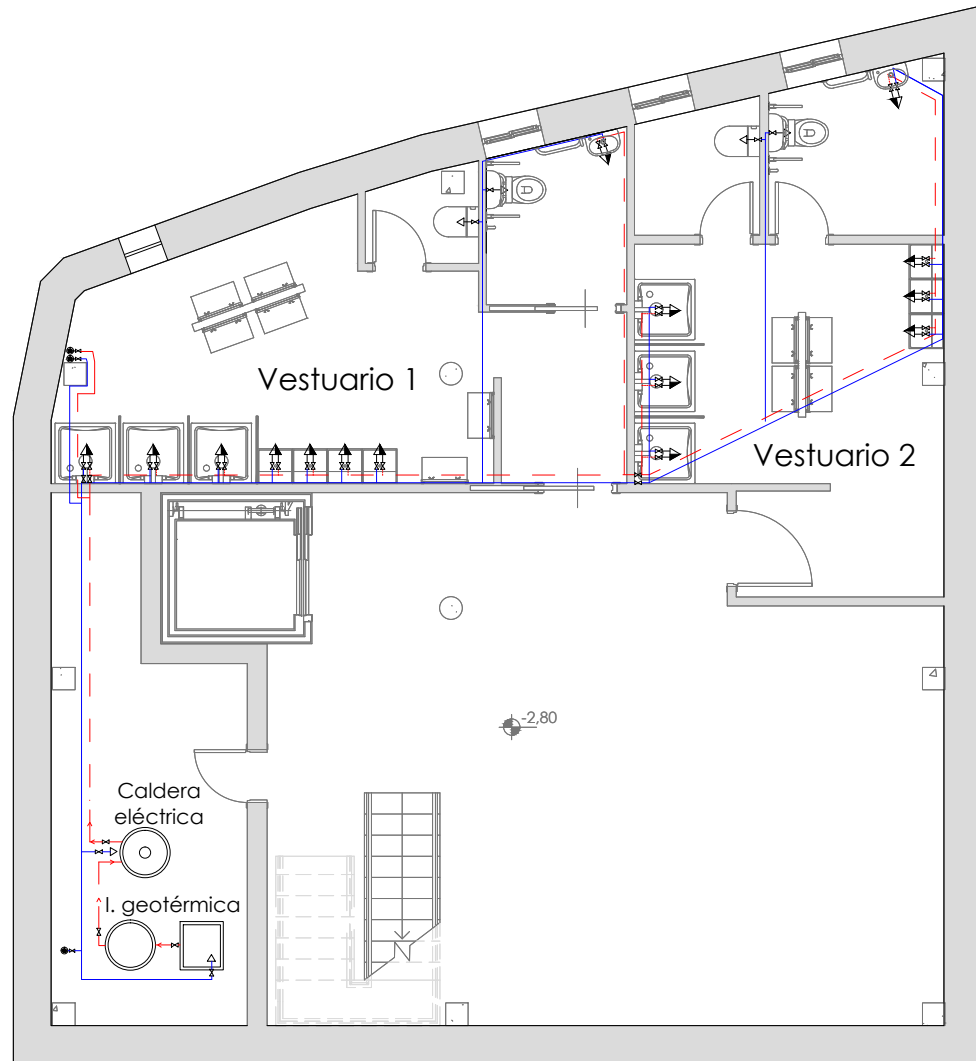 Vestuario 1
Vestuario 2
-2,80
Caldera
eléctrica
I. geotérmica
N